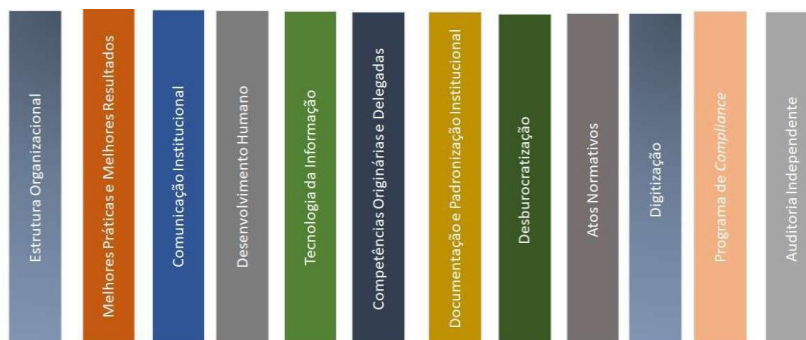 Estrutura Organizacional
Melhores Práticas e Melhores Resultados
Comunicação Institucional
Desenvolvimento Humano
Tecnologia da Informação
Competências Originárias e Delegadas
Documentação e Padronização Institucional
Desburocratização
Atos Normativos
Digitização
Programa de Compliance
Auditoria Independente